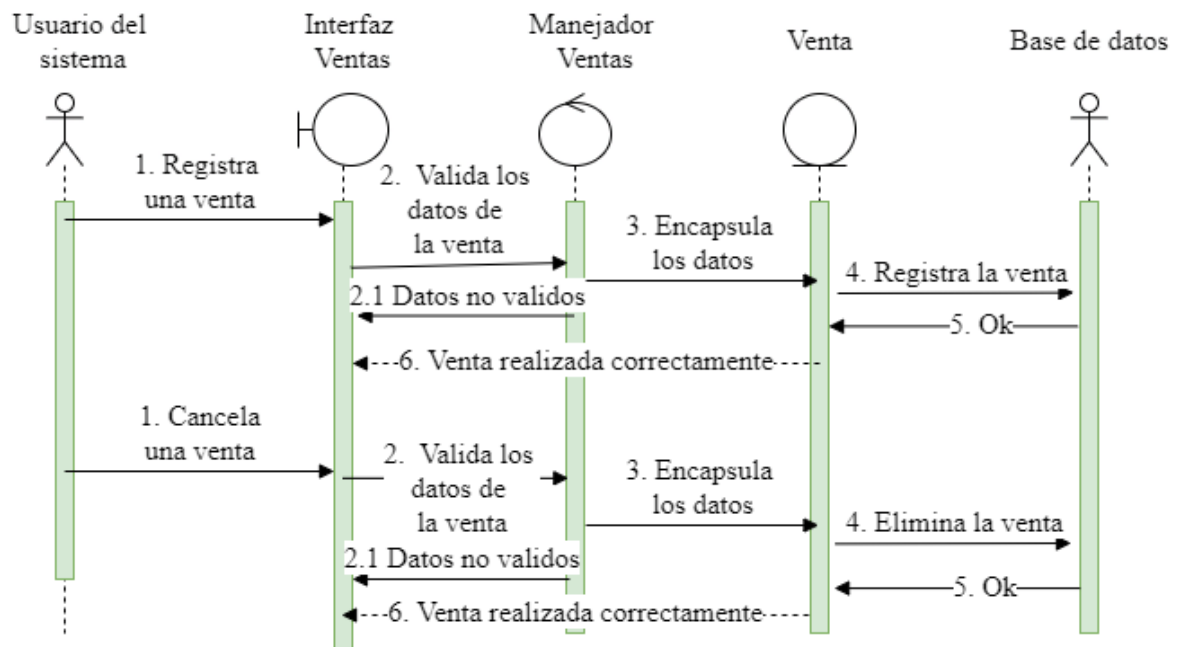 Usuario del
sistema
Interfaz
Ventas
Manejador
Ventas
Venta
Base de datos
1. Registra
una venta
2. Valida los
datos de
la venta
3. Encapsula
los datos
4. Registra la venta
2.1 Datos no validos
5. Ok
6. Venta realizada correctamente
1. Cancela
una venta
2. Valida los
datos de
la venta
3. Encapsula
los datos
4. Elimina la venta
2.1 Datos no validos
5. Ok
6. Venta realizada correctamente